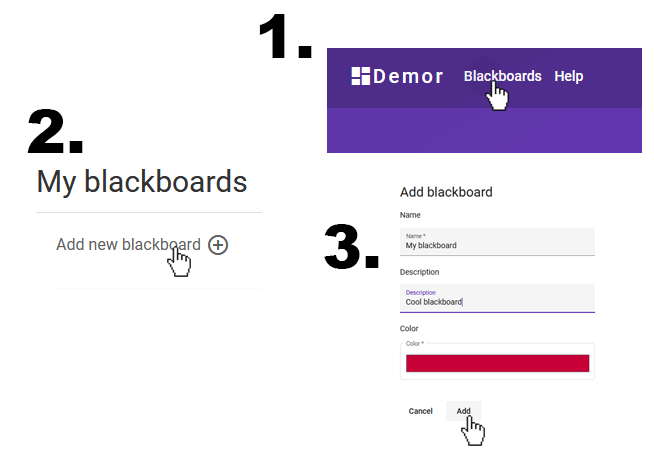 1.
Demor Blackboards Help
2.
My blackboards
Add new blackboard
3.
Add blackboard
Name
Name *
My blackboard
Description
Description
Cool blackboard
Color
Color *
Cancel Add